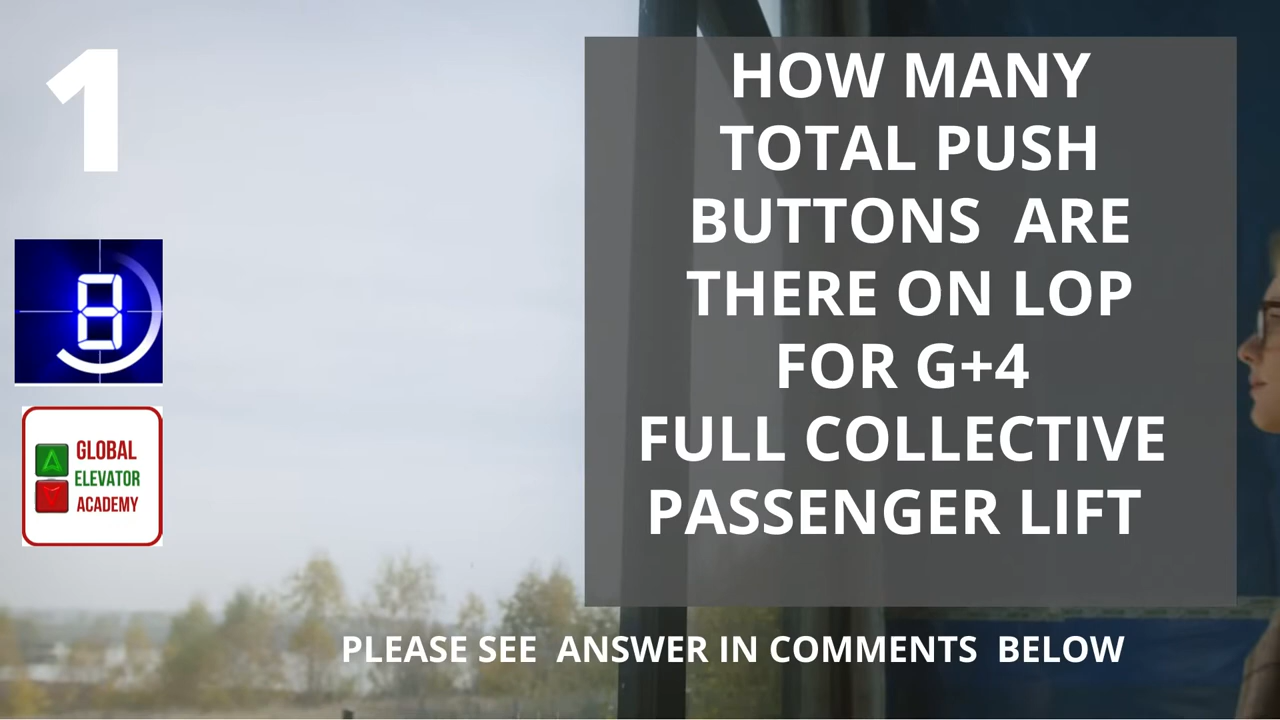 1
HOW MANY
TOTAL PUSH
BUTTONS ARE
THERE ON LOP
FOR G+4
FULL COLLECTIVE
PASSENGER LIFT
8
GLOBAL
ELEVATOR
ACADEMY
PLEASE SEE ANSWER IN COMMENTS BELOW